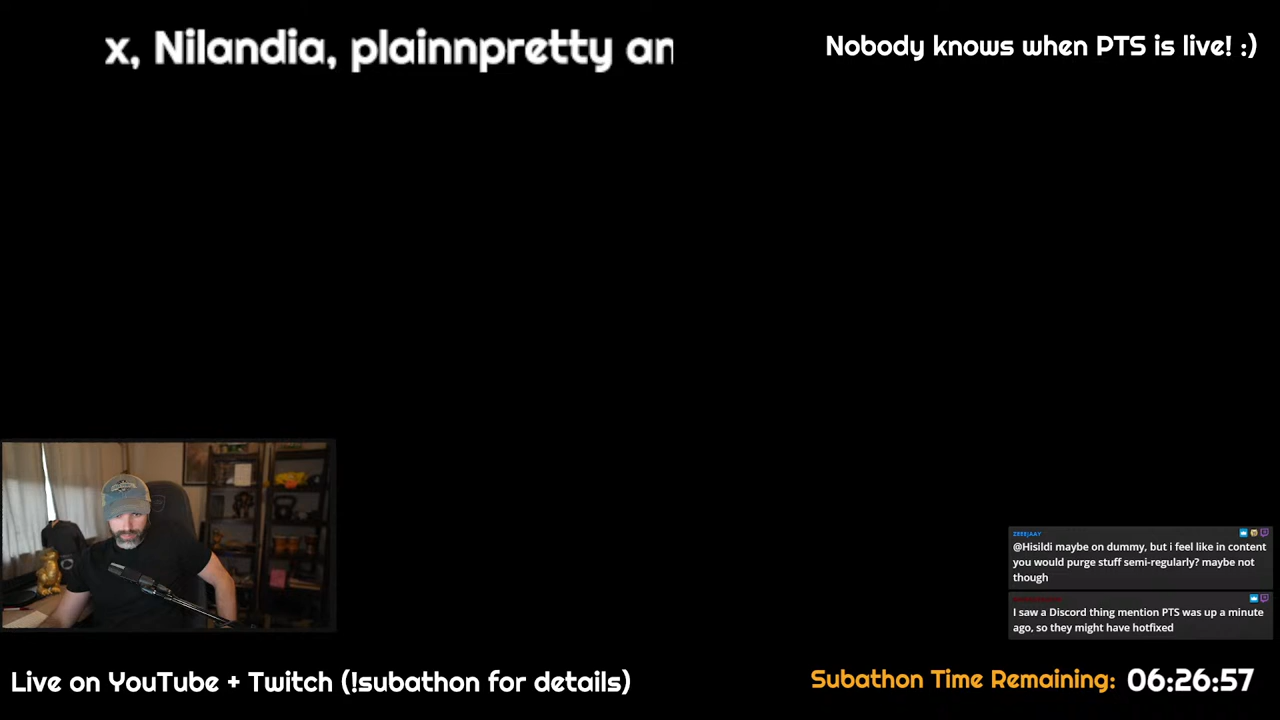 x, Nilandia, plainnpretty an
Nobody knows when PTS is live! :)
ZEEEJAAY
@Hisildi maybe on dummy, but i feel like in content
you would purge stuff semi-regularly? maybe not
though
I saw a Discord thing mention PTS was up a minute
ago, so they might have hotfixed
Live on YouTube + Twitch (!subathon for details)
Subathon Time Remaining: 06:26:57